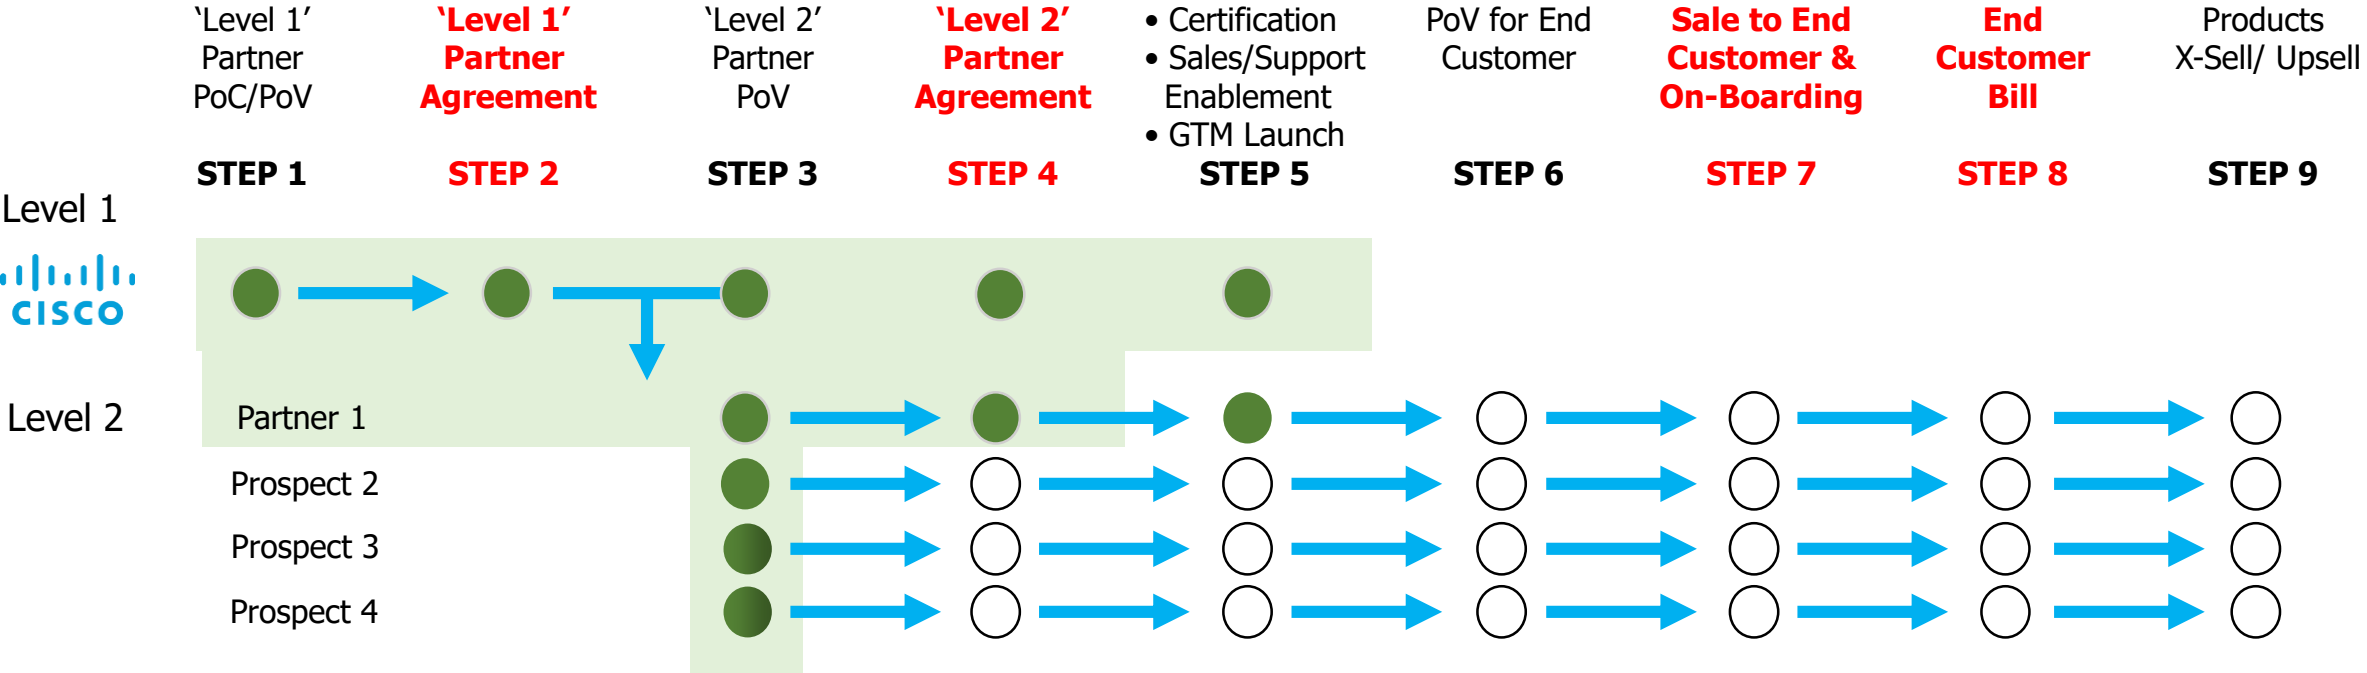 ‘Level 1’
Partner
PoC/PoV
‘Level 1’
Partner
Agreement
‘Level 2’
Partner
PoV
‘Level 2’
Partner
Agreement
• Certification
• Sales/Support
Enablement
• GTM Launch
PoV for End
Customer
Sale to End
Customer &
On-Boarding
End
Customer
Bill
Products
X-Sell/ Upsell
STEP 1
STEP 2
STEP 3
STEP 4
STEP 5
STEP 6
STEP 7
STEP 8
STEP 9
Level 1
CISCO
Level 2
Partner 1
Prospect 2
Prospect 3
Prospect 4